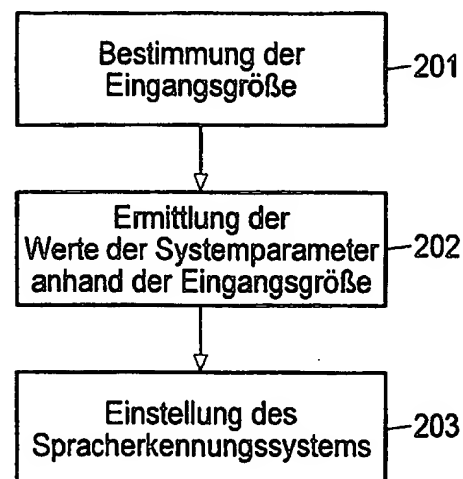 Bestimmung der
Eingangsgröße
201
Ermittlung der
Werte der Systemparameter
anhand der Eingangsgröße
202
Einstellung des
Spracherkennungssystems
203